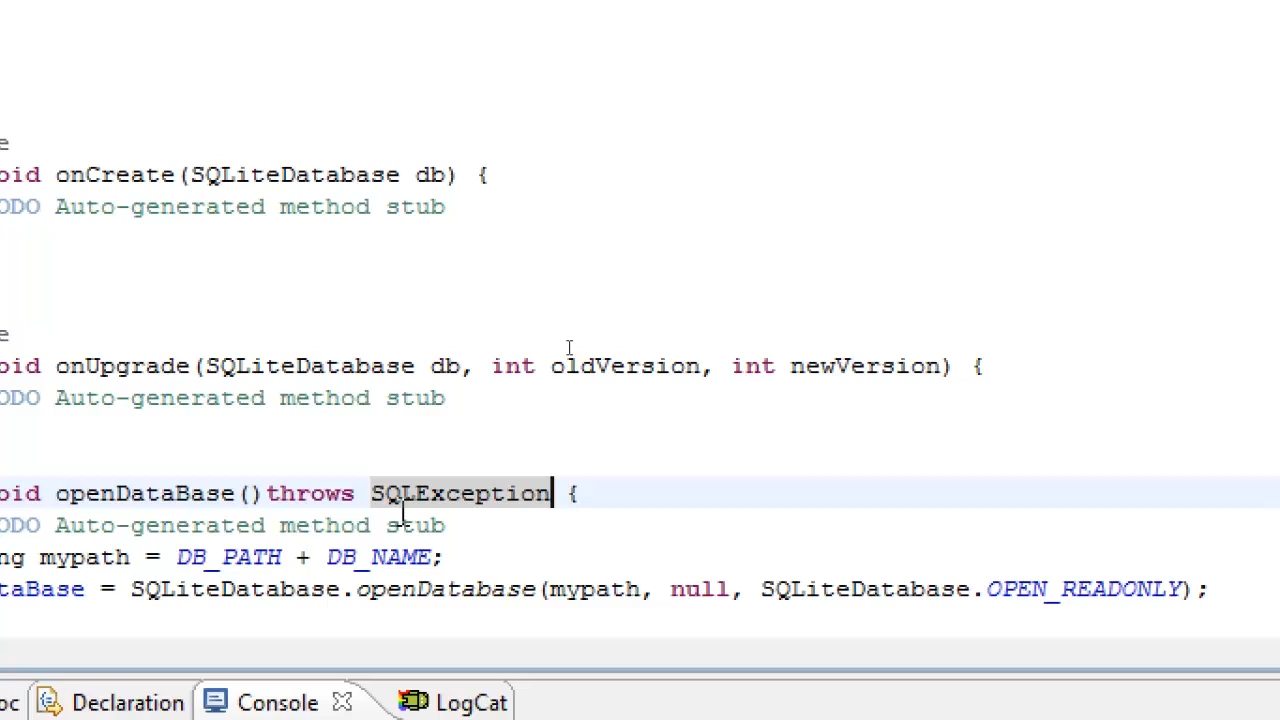 e
oid onCreate(SQLiteDatabase db) {
ODO Auto-generated method stub
e
oid onUpgrade(SQLiteDatabase db, int oldVersion, int newVersion) {
ODO Auto-generated method stub
oid openDataBase()throws SQLException {
ODO Auto-generated method stub
ng mypath = DB_PATH + DB_NAME;
taBase = SQLiteDatabase.openDatabase(mypath, null, SQLiteDatabase.OPEN_READONLY);
oc Declaration Console LogCat